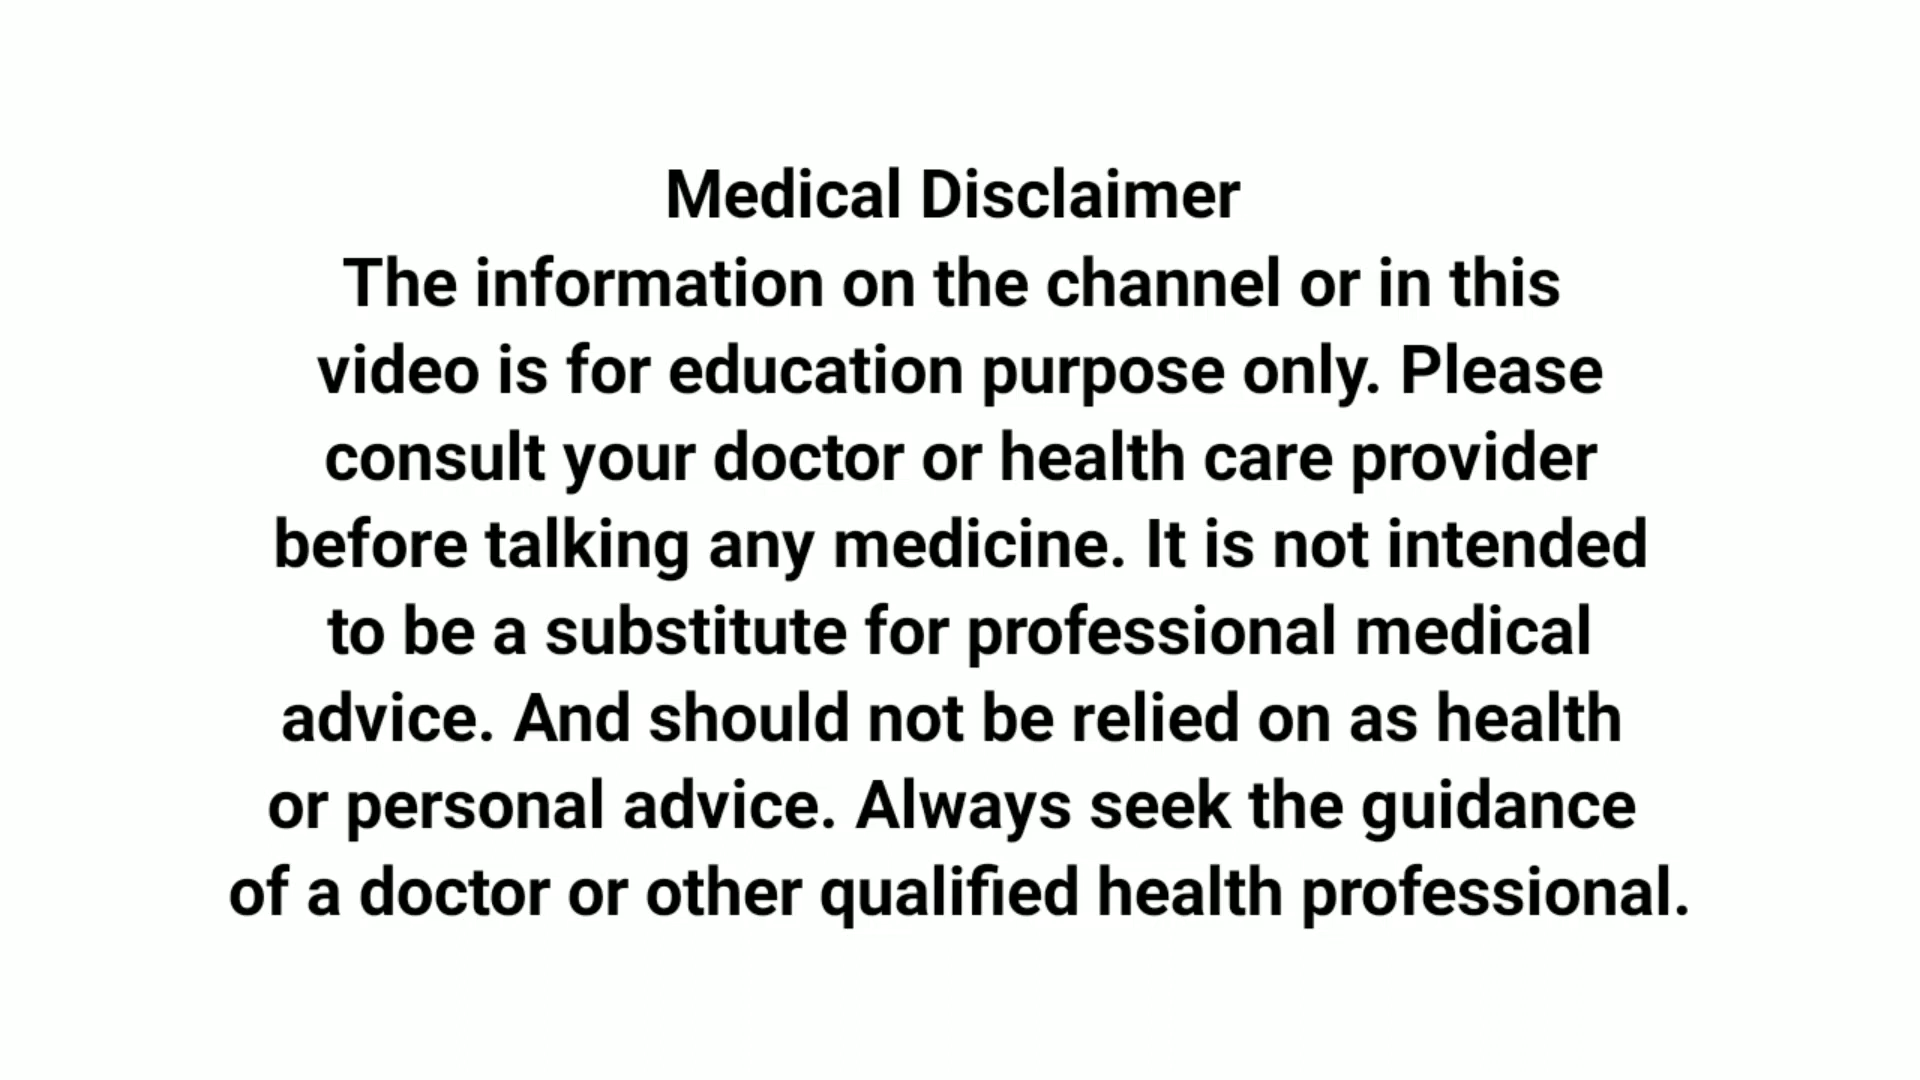 Medical Disclaimer
The information on the channel or in this
video is for education purpose only. Please
consult your doctor or health care provider
before talking any medicine. It is not intended
to be a substitute for professional medical
advice. And should not be relied on as health
or personal advice. Always seek the guidance
of a doctor or other qualified health professional.